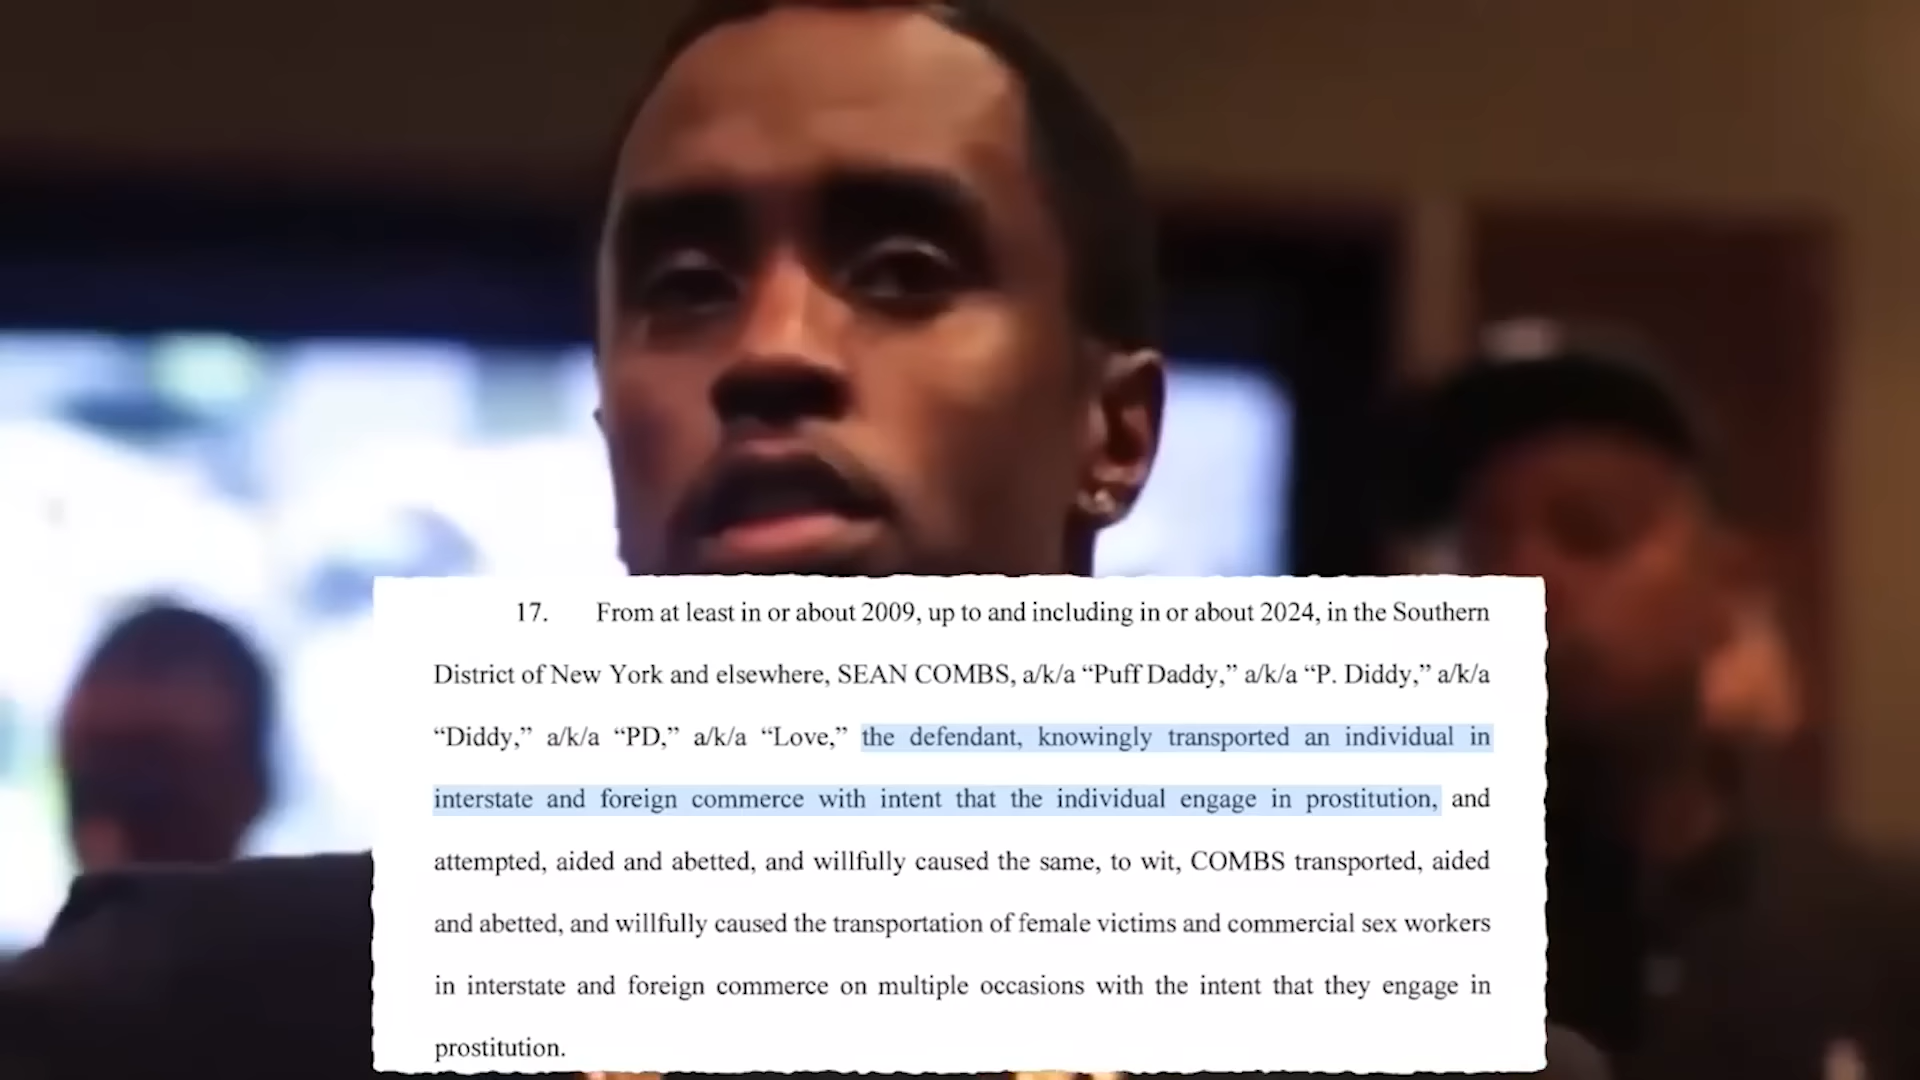 17. From at least in or about 2009, up to and including in or about 2024, in the Southern
District of New York and elsewhere, SEAN COMBS, a/k/a “Puff Daddy,” a/k/a “P. Diddy,” a/k/a
“Diddy,” a/k/a “PD,” a/k/a “Love,” the defendant, knowingly transported an individual in
interstate and foreign commerce with intent that the individual engage in prostitution, and
attempted, aided and abetted, and willfully caused the same, to wit, COMBS transported, aided
and abetted, and willfully caused the transportation of female victims and commercial sex workers
in interstate and foreign commerce on multiple occasions with the intent that they engage in
prostitution.